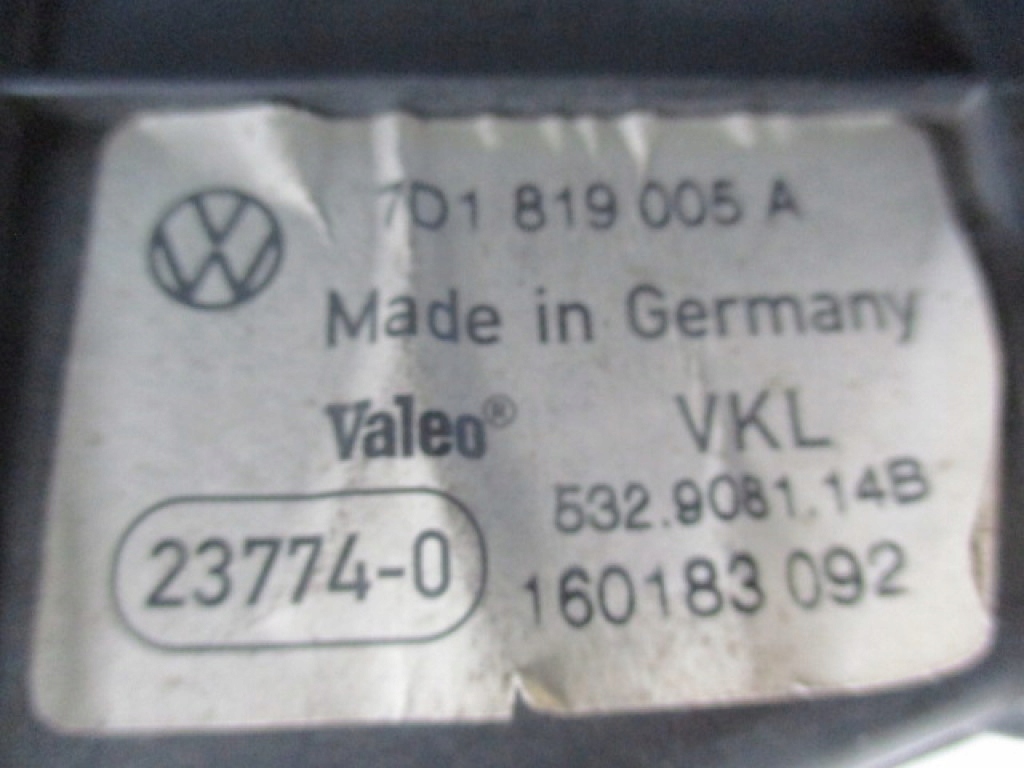 7D1 819 005 A
Made in Germany
Valeo® VKL
532.9081.14B
23774-0
160183 092